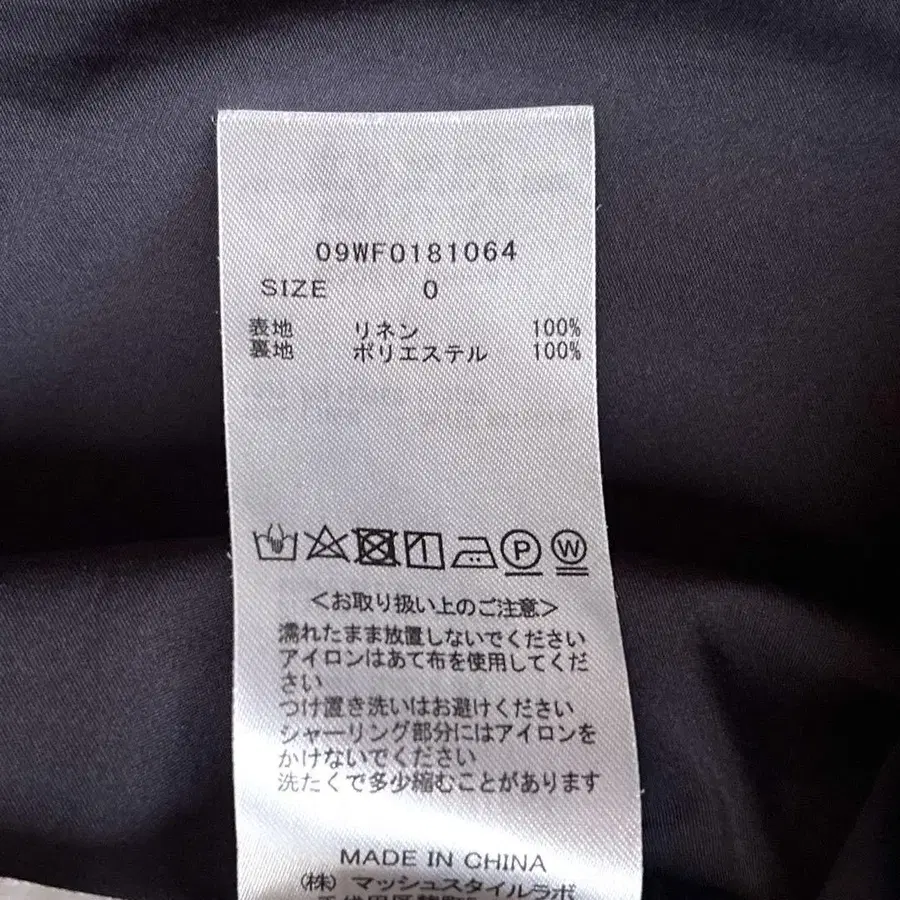 09WF0181064
SIZE 0
表地 リネン 100%
裏地 ポリエステル 100%
P W
<お取り扱い上のご注意>
濡れたまま放置しないでください
アイロンはあて布を使用してくだ
さい
つけ置き洗いはお避けください
シャーリング部分にはアイロンを
かけないでください
洗たくで多少縮むことがあります
MADE IN CHINA
(株) マッシュスタイルラボ